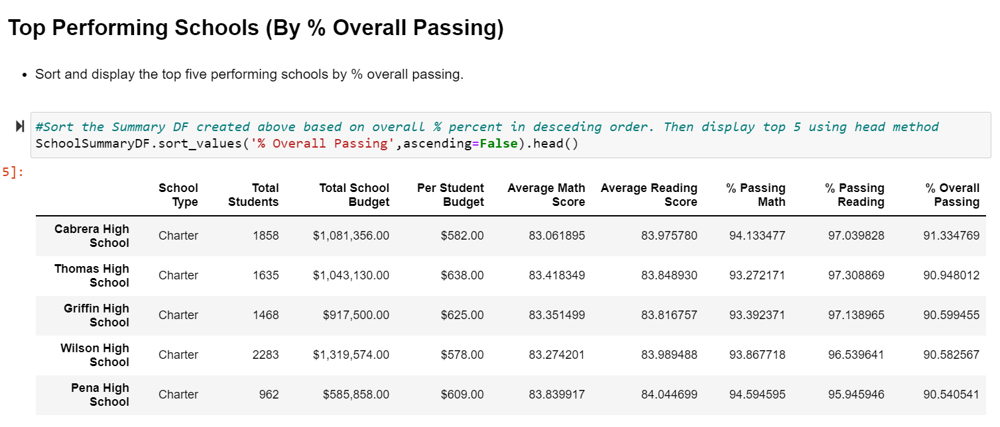 Top Performing Schools (By % Overall Passing)
• Sort and display the top five performing schools by % overall passing.
#Sort the Summary DF created above based on overall % percent in desceding order. Then display top 5 using head method
SchoolSummaryDF.sort_values('% Overall Passing',ascending=False).head()
5]:
School Type Total Students Total School Budget Per Student Budget Average Math Score Average Reading Score % Passing Math % Passing Reading % Overall Passing
Cabrera High School Charter 1858 $1,081,356.00 $582.00 83.061895 83.975780 94.133477 97.039828 91.334769
Thomas High School Charter 1635 $1,043,130.00 $638.00 83.418349 83.848930 93.272171 97.308869 90.948012
Griffin High School Charter 1468 $917,500.00 $625.00 83.351499 83.816757 93.392371 97.138965 90.599455
Wilson High School Charter 2283 $1,319,574.00 $578.00 83.274201 83.989488 93.867718 96.539641 90.582567
Pena High School Charter 962 $585,858.00 $609.00 83.839917 84.044699 94.594595 95.945946 90.540541